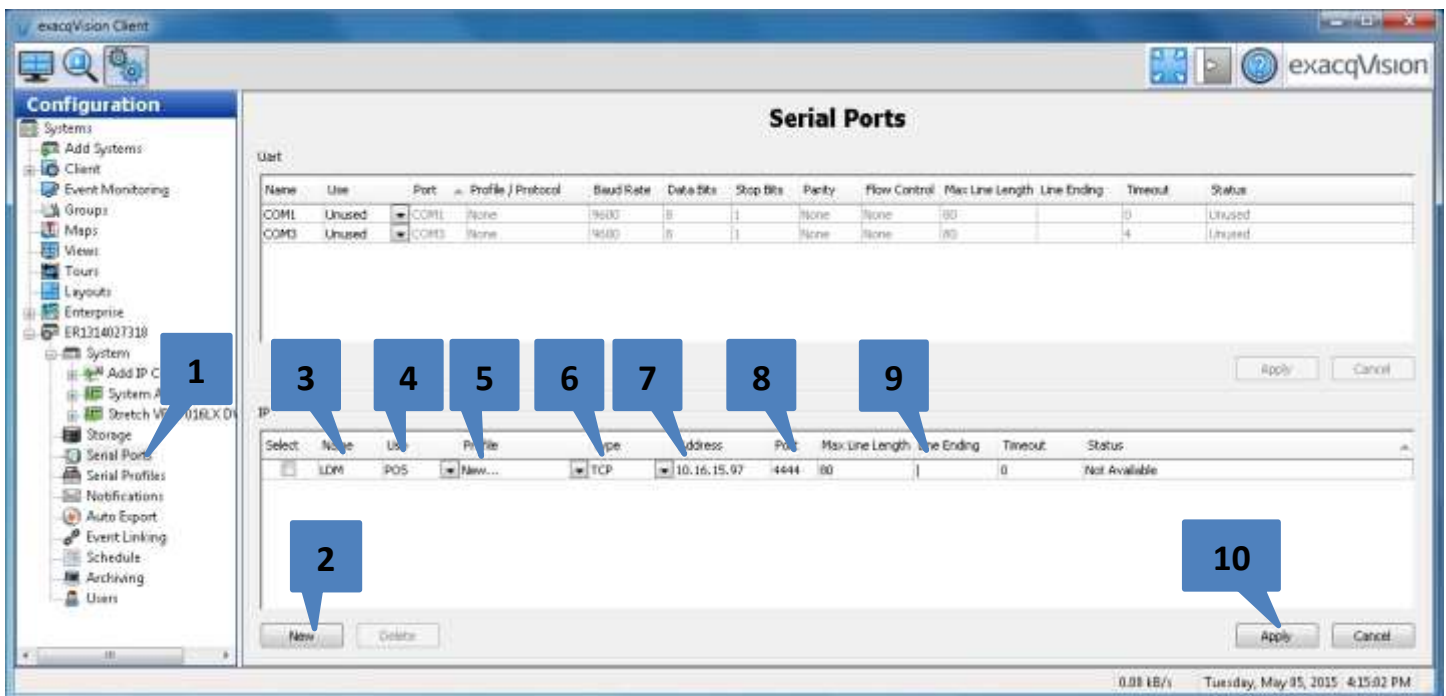 exacqVision Client
exacqVision
Configuration
Systems
Add Systems
Client
Event Monitoring
Groups
Maps
Views
Tours
Layouts
Enterprise
ER1314027318
System
Add IP C
System A
Stretch
Storage
Serial Ports
Serial Profiles
Notifications
Auto Export
Event Linking
Schedule
Archiving
Users
Serial Ports
Uart
Name Use Port Profile / Protocol Baud Rate Data Bits Stop Bits Parity Flow Control Max Line Length Line Ending Timeout Status
COM1 Unused COM1 None 9600 8 1 None None 80 0 Unused
COM3 Unused COM3 None 9600 8 1 None None 80 4 Unused
Apply Cancel
1 3 4 5 6 7 8 9
IP
Select Name Use Profile Type Address Port Max Line Length Line Ending Timeout Status
LDM POS New... TCP 10.16.15.97 4444 80 | 0 Not Available
2 10
New Delete Apply Cancel
0.00 kB/s Tuesday, May 05, 2015 4:15:02 PM